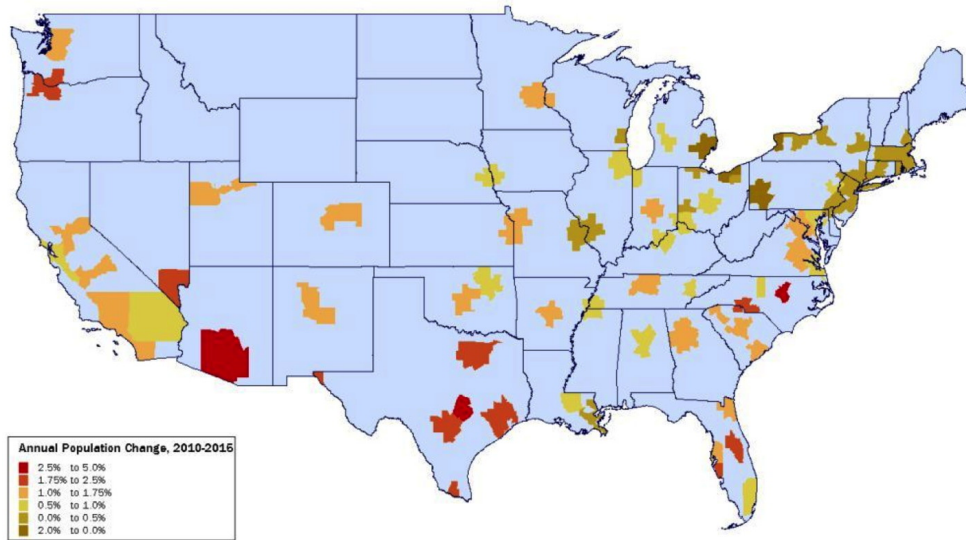 Annual Population Change, 2010-2016
2.5% to 5.0%
1.75% to 2.5%
1.0% to 1.75%
0.5% to 1.0%
0.0% to 0.5%
2.0% to 0.0%